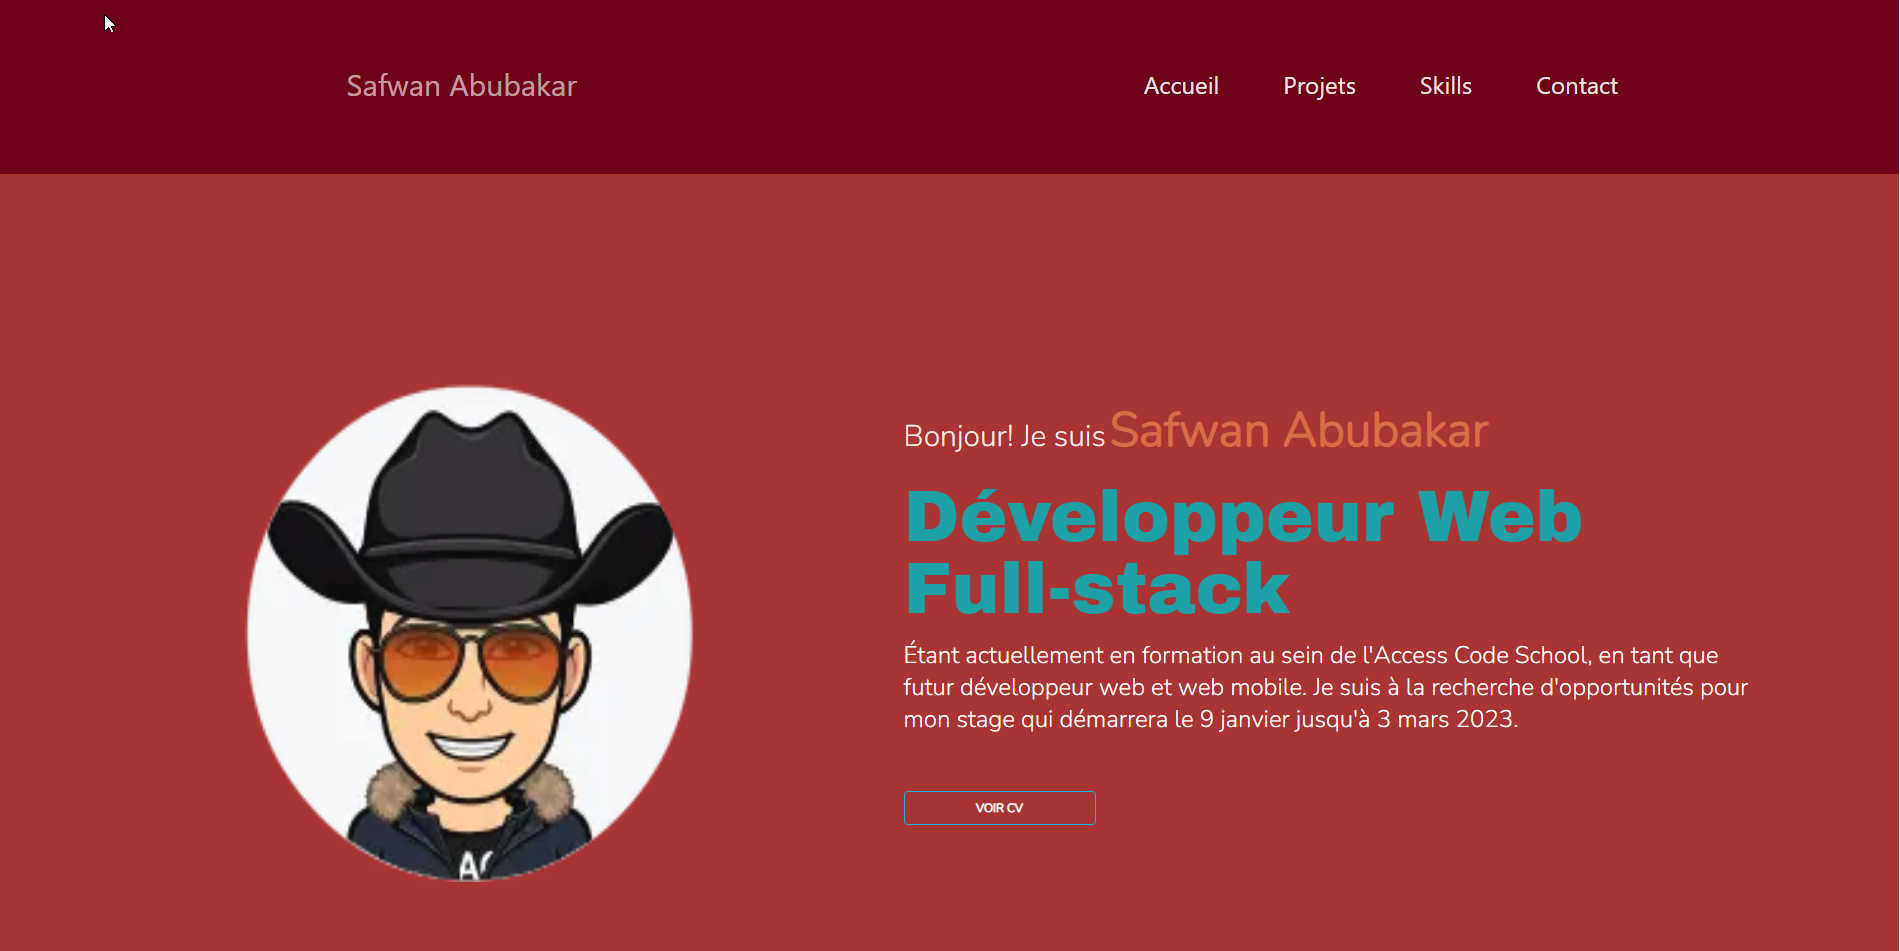 Safwan Abubakar
Accueil Projets Skills Contact
Bonjour! Je suis Safwan Abubakar
Développeur Web
Full-stack
Étant actuellement en formation au sein de l'Access Code School, en tant que
futur développeur web et web mobile. Je suis à la recherche d'opportunités pour
mon stage qui démarrera le 9 janvier jusqu'à 3 mars 2023.
VOIR CV